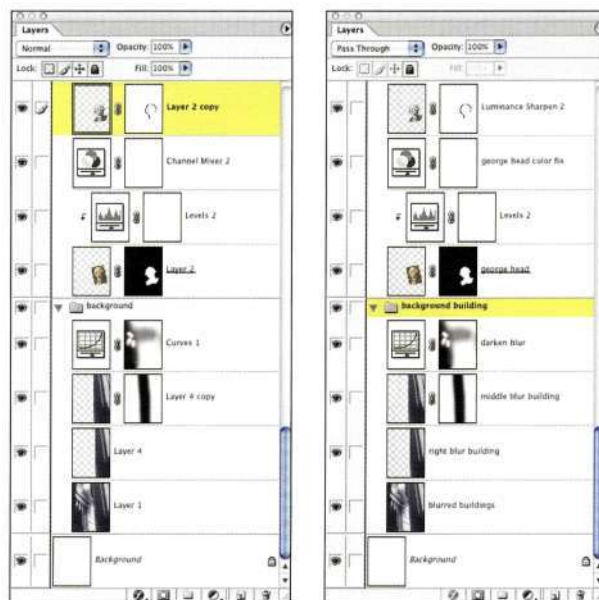 Layers
Normal
Opacity: 100%
Lock:
Fill: 100%
Layer 2 copy
Channel Mixer 2
Levels 2
Layer 2
background
Curves 1
Layer 4 copy
Layer 4
Layer 1
Background
Layers
Pass Through
Opacity: 100%
Lock:
Fill:
Luminance Sharpen 2
george head color fix
Levels 2
george head
background building
darken blur
middle blur building
right blur building
blurred buildings
Background